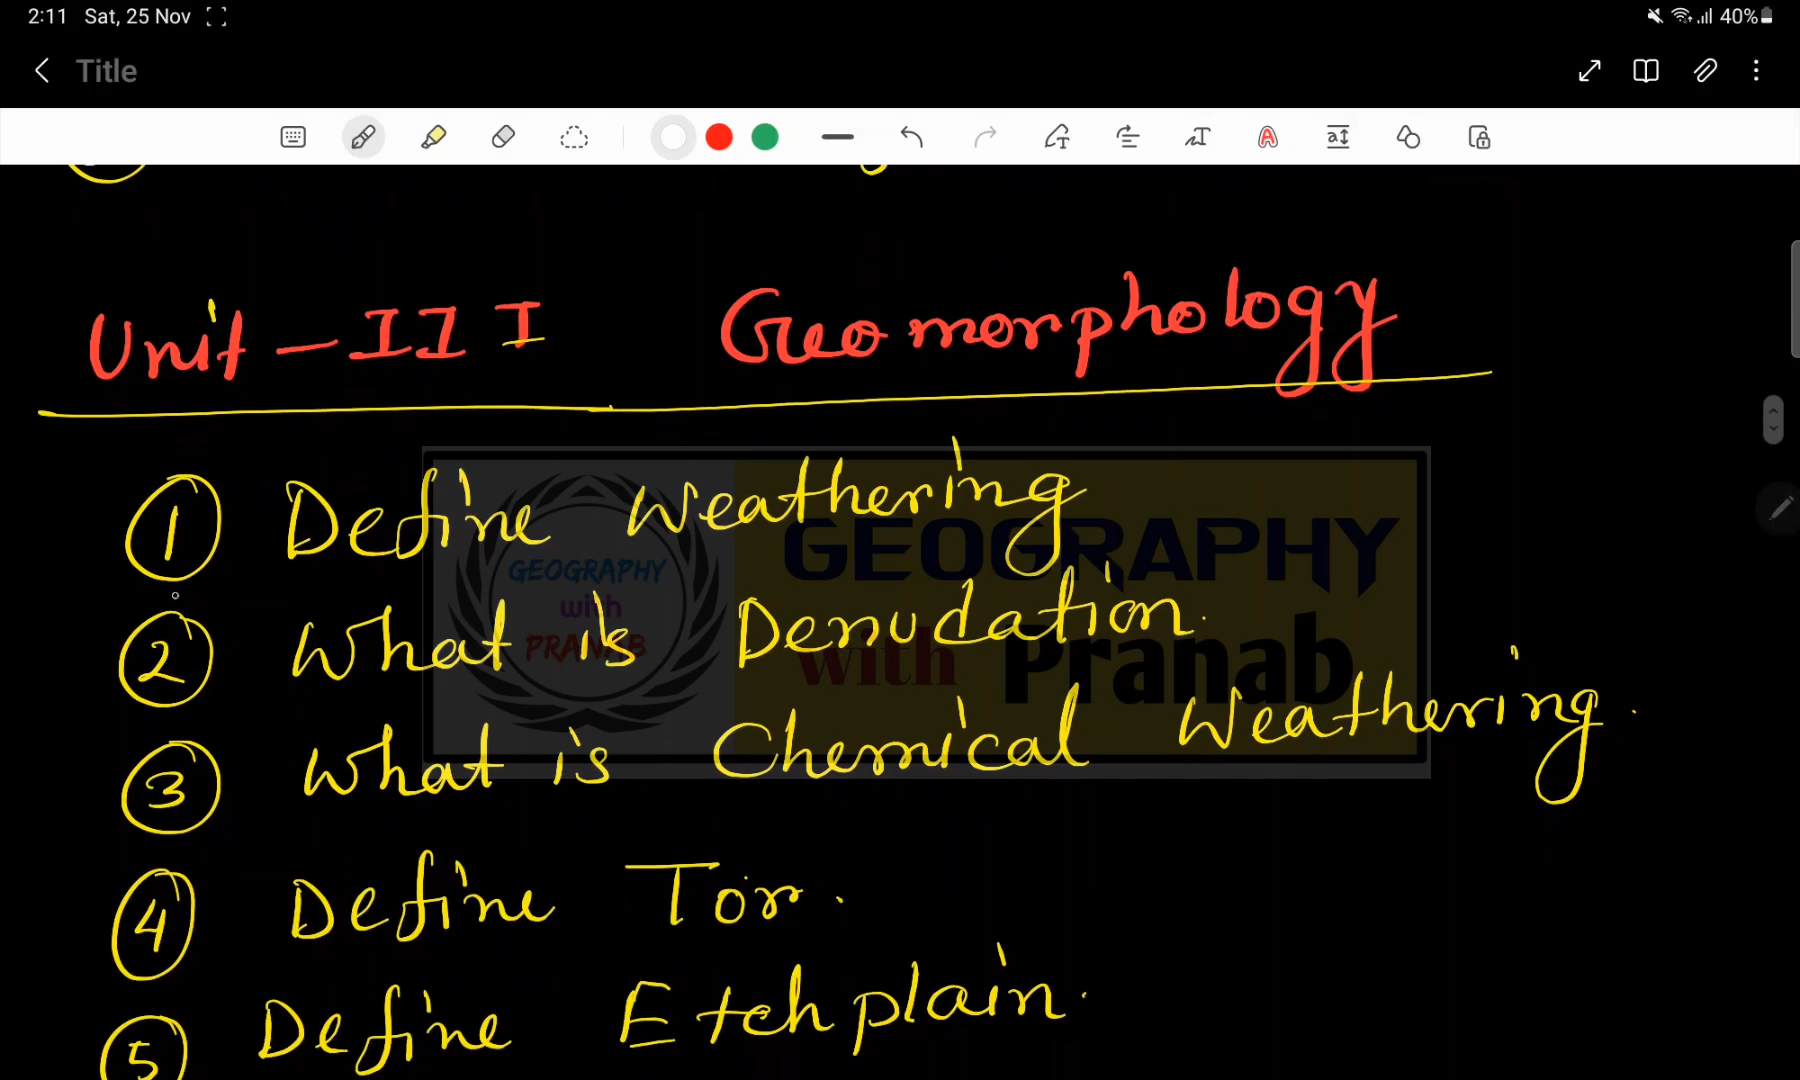 2:11 Sat, 25 Nov
40%
Title
Unit - III Geomorphology
1 Define Weathering
2 What is Denudation.
3 What is Chemical Weathering.
4 Define Tor.
5 Define Etchplain.
GEOGRAPHY
with
PRANAB
GEOGRAPHY
with Pranab